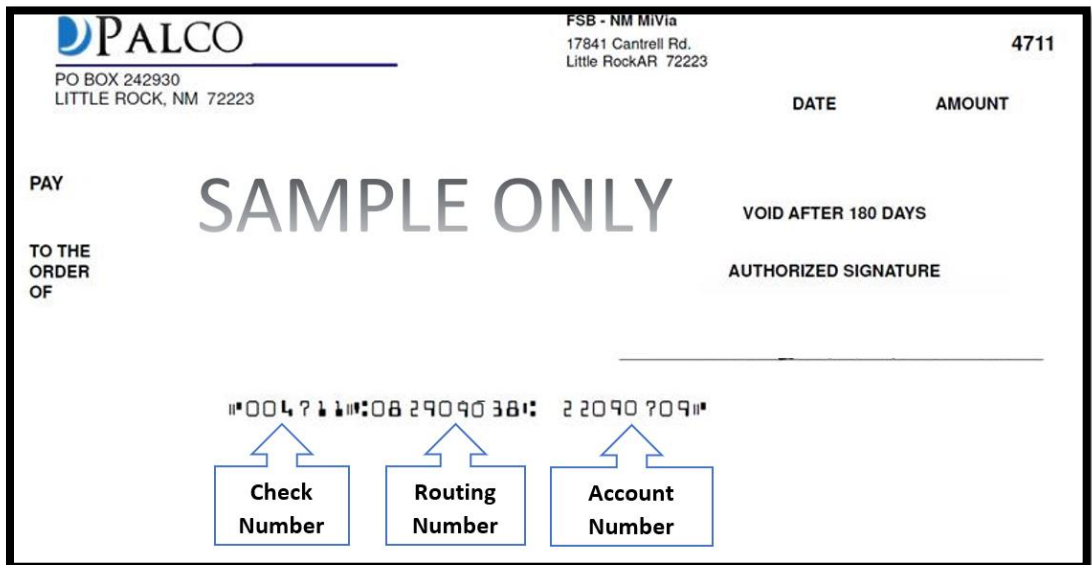 PALCO
PO BOX 242930
LITTLE ROCK, NM 72223
FSB - NM MiVia
17841 Cantrell Rd.
Little RockAR 72223
4711
DATE AMOUNT
PAY
SAMPLE ONLY
VOID AFTER 180 DAYS
TO THE
ORDER
OF
AUTHORIZED SIGNATURE
⑈004711⑈⑆082909038⑆ 22090709⑈
Check
Number
Routing
Number
Account
Number